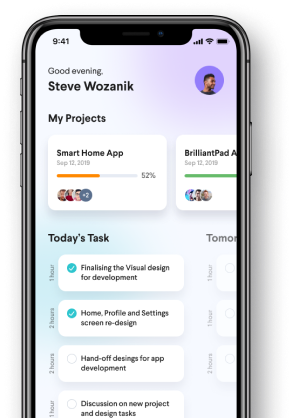 9:41
Good evening,
Steve Wozanik
My Projects
Smart Home App
Sep 12, 2019
52%
+2
BrilliantPad A
Sep 12, 2019
Today's Task
Tomor
1 hour
Finalising the Visual design
for development
1 hour
2 hours
Home, Profile and Settings
screen re-design
1 hour
2 hours
Hand-off desings for app
development
2 hours
1 hour
Discussion on new project
and design tasks